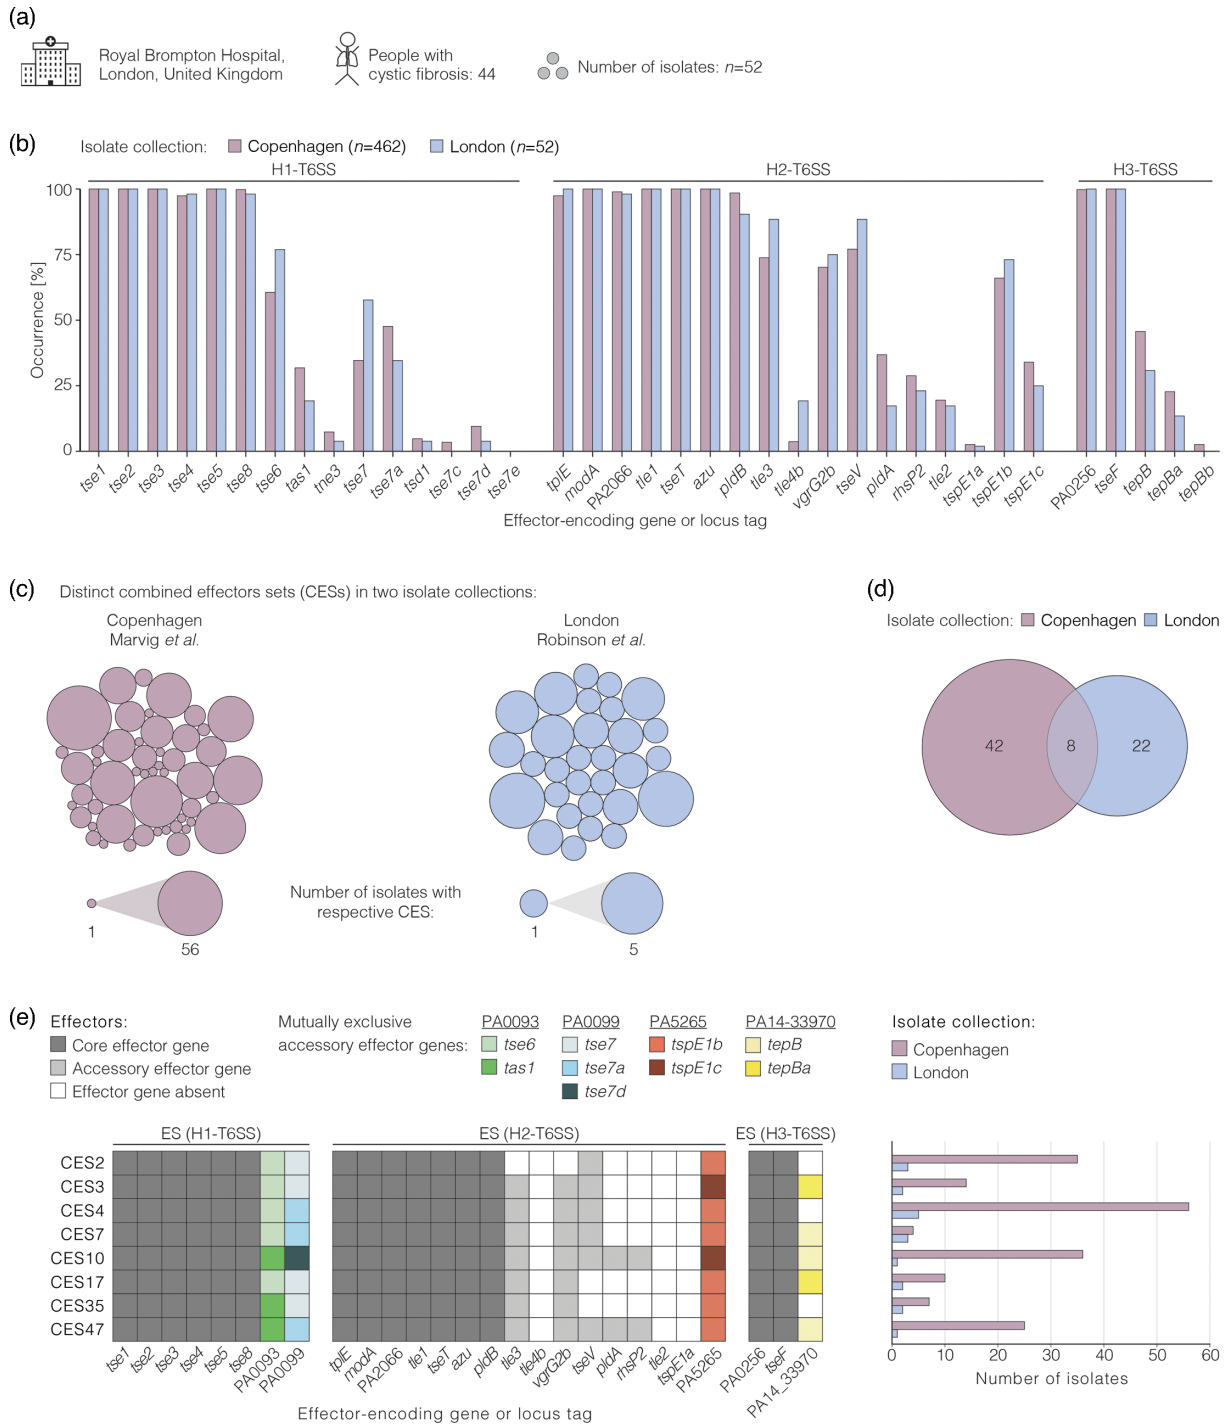 (a)
Royal Brompton Hospital,
London, United Kingdom
People with
cystic fibrosis: 44
Number of isolates: n=52
(b)
Isolate collection: Copenhagen (n=462) London (n=52)
H1-T6SS H2-T6SS H3-T6SS
Occurrence [%]
100
75
50
25
0
tse1 tse2 tse3 tse4 tse5 tse8 tse6 tas1 tne3 tse7 tse7a tsd1 tse7c tse7d tse7e tplE modA PA2066 tle1 tseT azu pldB tle3 tle4b vgrG2b tseV pldA rhsP2 tle2 tspE1a tspE1b tspE1c PA0256 tseF tepB tepBa tepBb
Effector-encoding gene or locus tag
(c)
Distinct combined effectors sets (CESs) in two isolate collections:
Copenhagen
Marvig et al.
London
Robinson et al.
Number of isolates with
respective CES:
1
56
1
5
(d)
Isolate collection: Copenhagen London
42 8 22
(e)
Effectors:
Core effector gene
Accessory effector gene
Effector gene absent
Mutually exclusive
accessory effector genes:
PA0093
tse6
tas1
PA0099
tse7
tse7a
tse7d
PA5265
tspE1b
tspE1c
PA14-33970
tepB
tepBa
Isolate collection:
Copenhagen
London
ES (H1-T6SS) ES (H2-T6SS) ES (H3-T6SS)
CES2
CES3
CES4
CES7
CES10
CES17
CES35
CES47
tse1 tse2 tse3 tse4 tse5 tse8 PA0093 PA0099 tplE modA PA2066 tle1 tseT azu pldB tle3 tle4b vgrG2b tseV pldA rhsP2 tle2 tspE1a PA5265 PA0256 tseF PA14_33970
Effector-encoding gene or locus tag
0 10 20 30 40 50 60
Number of isolates